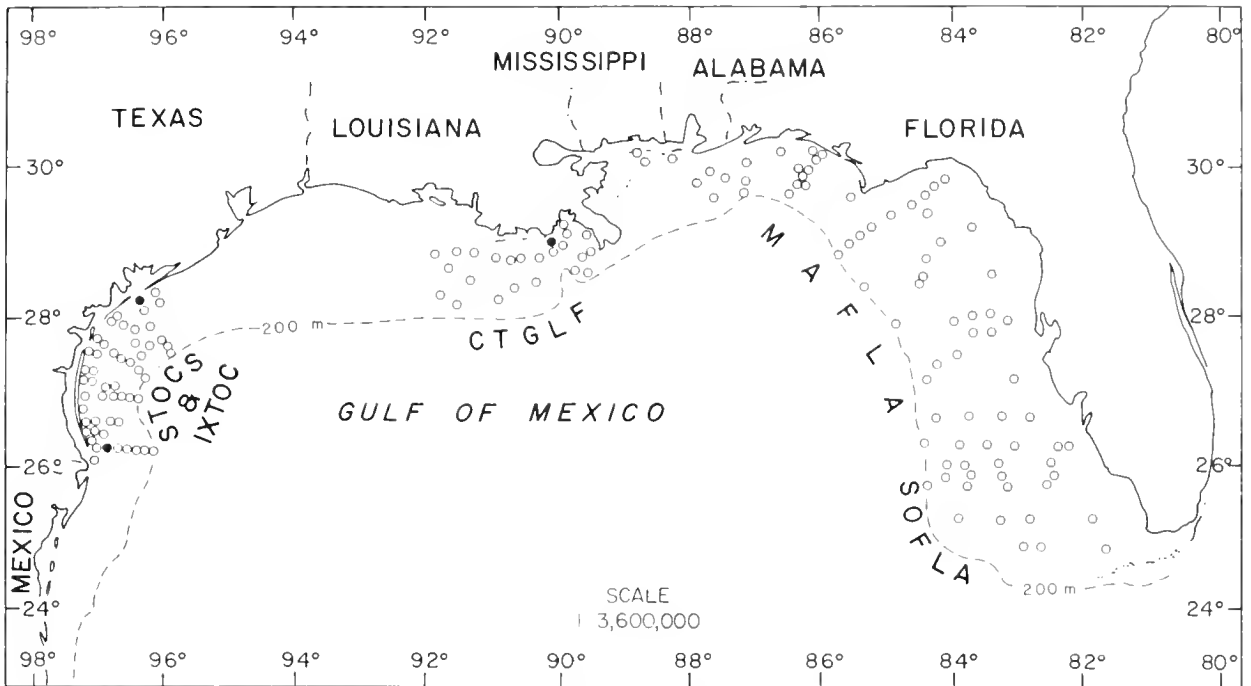 98° 96° 94° 90° 88° 86° 84° 82° 80°
MISSISSIPPI
ALABAMA
TEXAS
LOUISIANA
FLORIDA
30° 30°
28° 28°
200 m
CTGLF
MAFLA
STOCS
&
IXTOC
GULF OF MEXICO
26° 26°
SOFLA
MEXICO
200 m
24° 24°
SCALE
1 3,600,000
98° 96° 94° 90° 88° 86° 84° 82° 80°